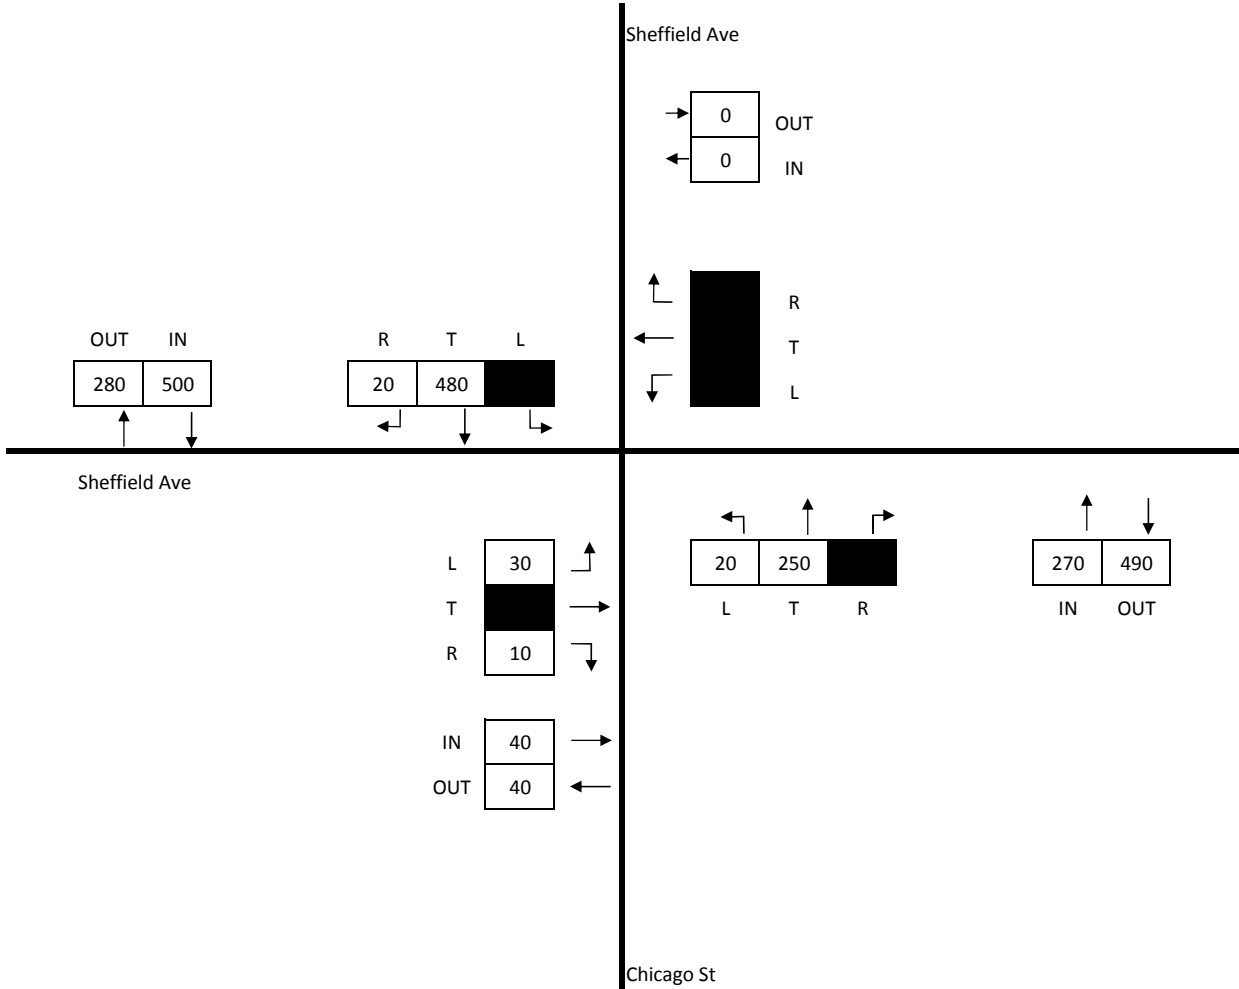 Sheffield Ave
0 OUT
0 IN
R
T
L
OUT IN
280 500
R T L
20 480
Sheffield Ave
L 30
T
R 10
IN 40
OUT 40
20 250
L T R
270 490
IN OUT
Chicago St